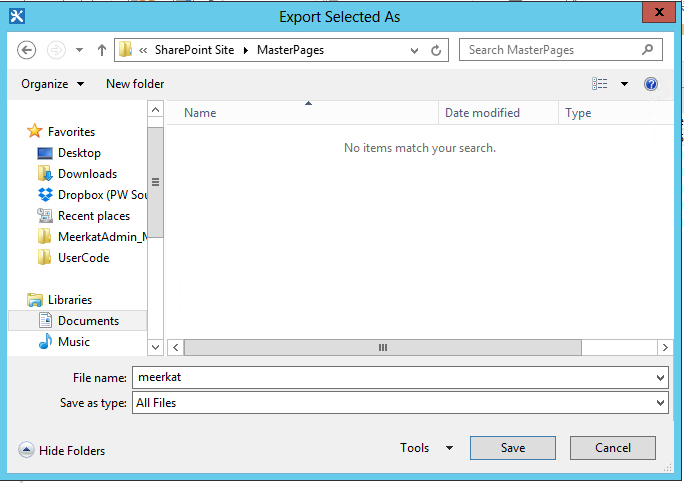 Export Selected As
x
« SharePoint Site MasterPages
Search MasterPages
Organize New folder
?
Name Date modified Type
No items match your search.
Favorites
Desktop
Downloads
Dropbox (PW Sou
Recent places
MeerkatAdmin_M
UserCode
Libraries
Documents
Music
File name: meerkat
Save as type: All Files
Hide Folders Tools Save Cancel